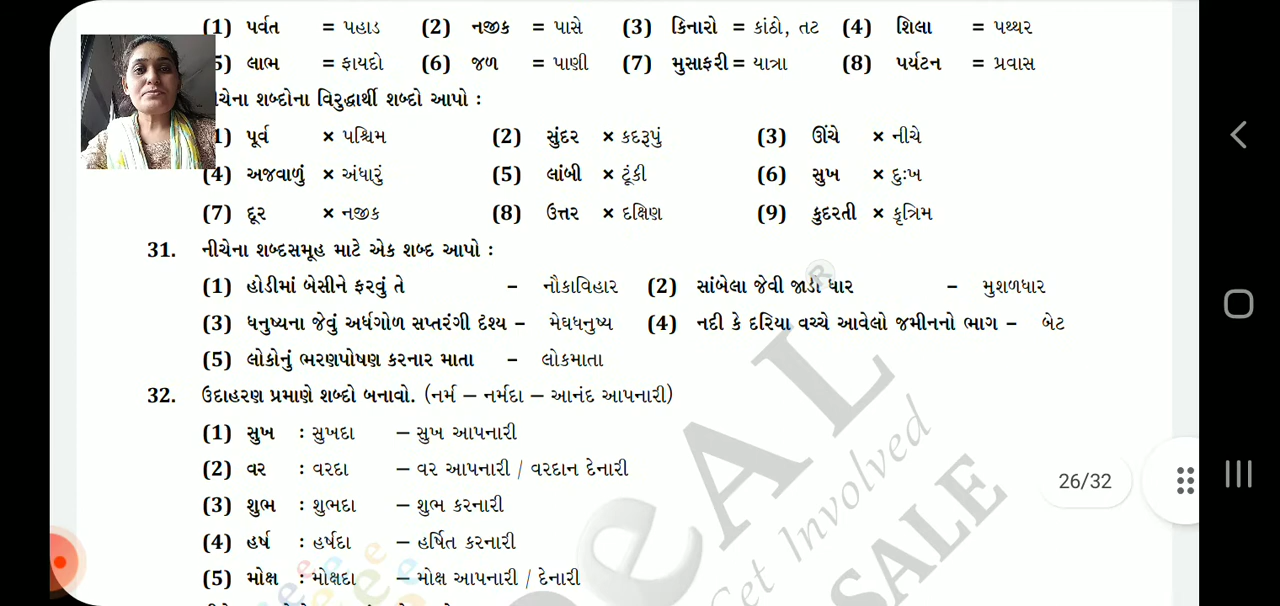 (1) પર્વત = પહાડ (2) નજીક = પાસે (3) કિનારો = કાંઠો, તટ (4) શિલા = પથ્થર
5) લાભ = ફાયદો (6) જળ = પાણી (7) મુસાફરી = યાત્રા (8) પર્યટન = પ્રવાસ
ચેના શબ્દોના વિરુદ્ધાર્થી શબ્દો આપો :
1) પૂર્વ × પશ્ચિમ (2) સુંદર × કદરૂપું (3) ઊંચે × નીચે
(4) અજવાળું × અંધારું (5) લાંબી × ટૂંકી (6) સુખ × દુઃખ
(7) દૂર × નજીક (8) ઉત્તર × દક્ષિણ (9) કુદરતી × કૃત્રિમ
31. નીચેના શબ્દસમૂહ માટે એક શબ્દ આપો :
(1) હોડીમાં બેસીને ફરવું તે – નૌકાવિહાર (2) સાંબેલા જેવી જાડી ધાર – મુશળધાર
(3) ધનુષ્યના જેવું અર્ધગોળ સપ્તરંગી દૃશ્ય – મેઘધનુષ્ય (4) નદી કે દરિયા વચ્ચે આવેલો જમીનનો ભાગ – બેટ
(5) લોકોનું ભરણપોષણ કરનાર માતા – લોકમાતા
32. ઉદાહરણ પ્રમાણે શબ્દો બનાવો. (નર્મ – નર્મદા – આનંદ આપનારી)
(1) સુખ : સુખદા – સુખ આપનારી
(2) વર : વરદા – વર આપનારી / વરદાન દેનારી
(3) શુભ : શુભદા – શુભ કરનારી
(4) હર્ષ : હર્ષદા – હર્ષિત કરનારી
(5) મોક્ષ : મોક્ષદા – મોક્ષ આપનારી / દેનારી
26/32
eeAL®
Get Involved
SALE